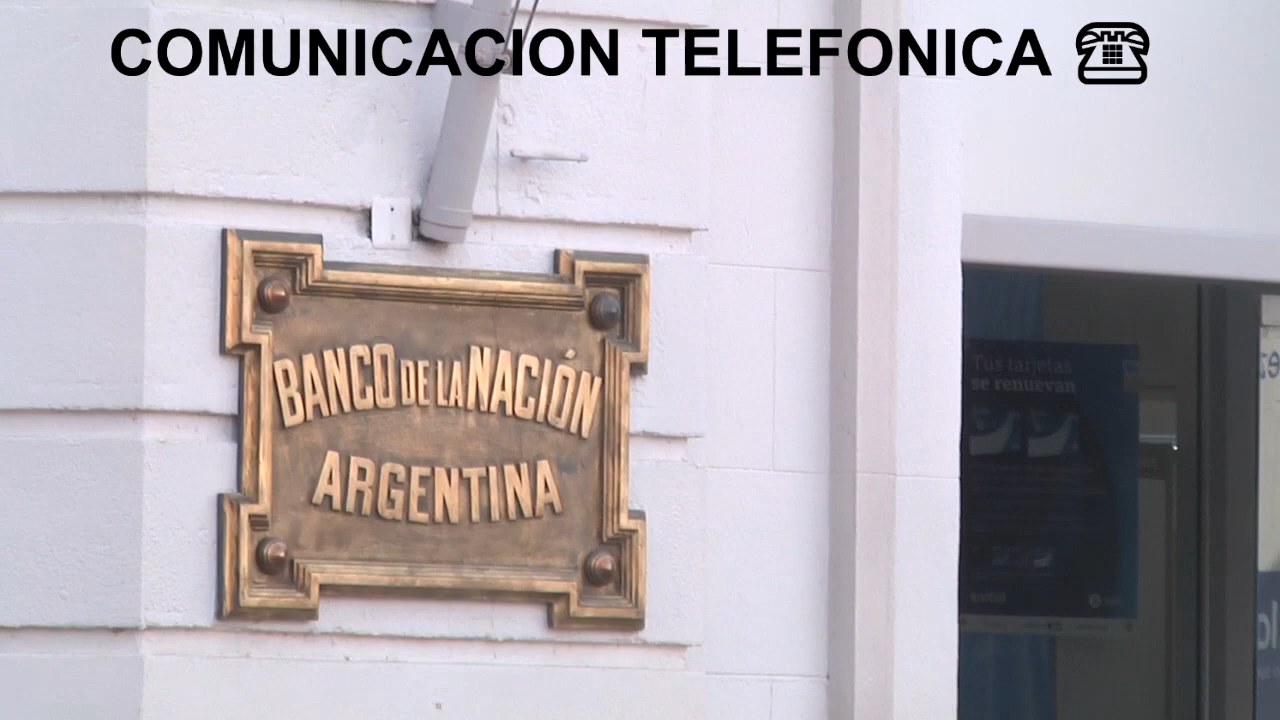 COMUNICACION TELEFONICA ☎
BANCO DE LA NACIÓN
ARGENTINA
Tus tarjetas
se renuevan